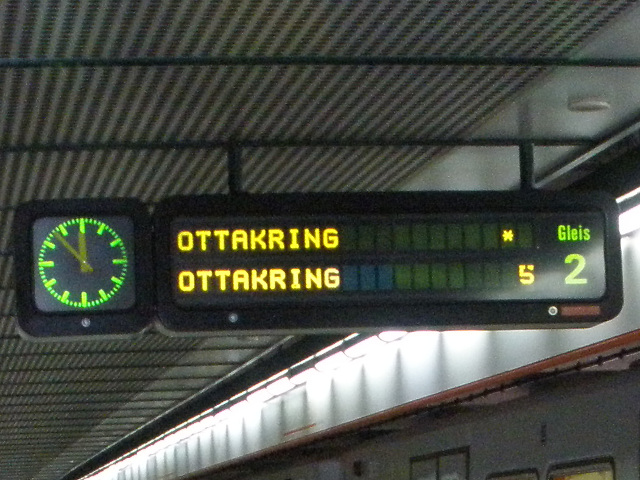 OTTAKRING *
OTTAKRING 5
Gleis
2